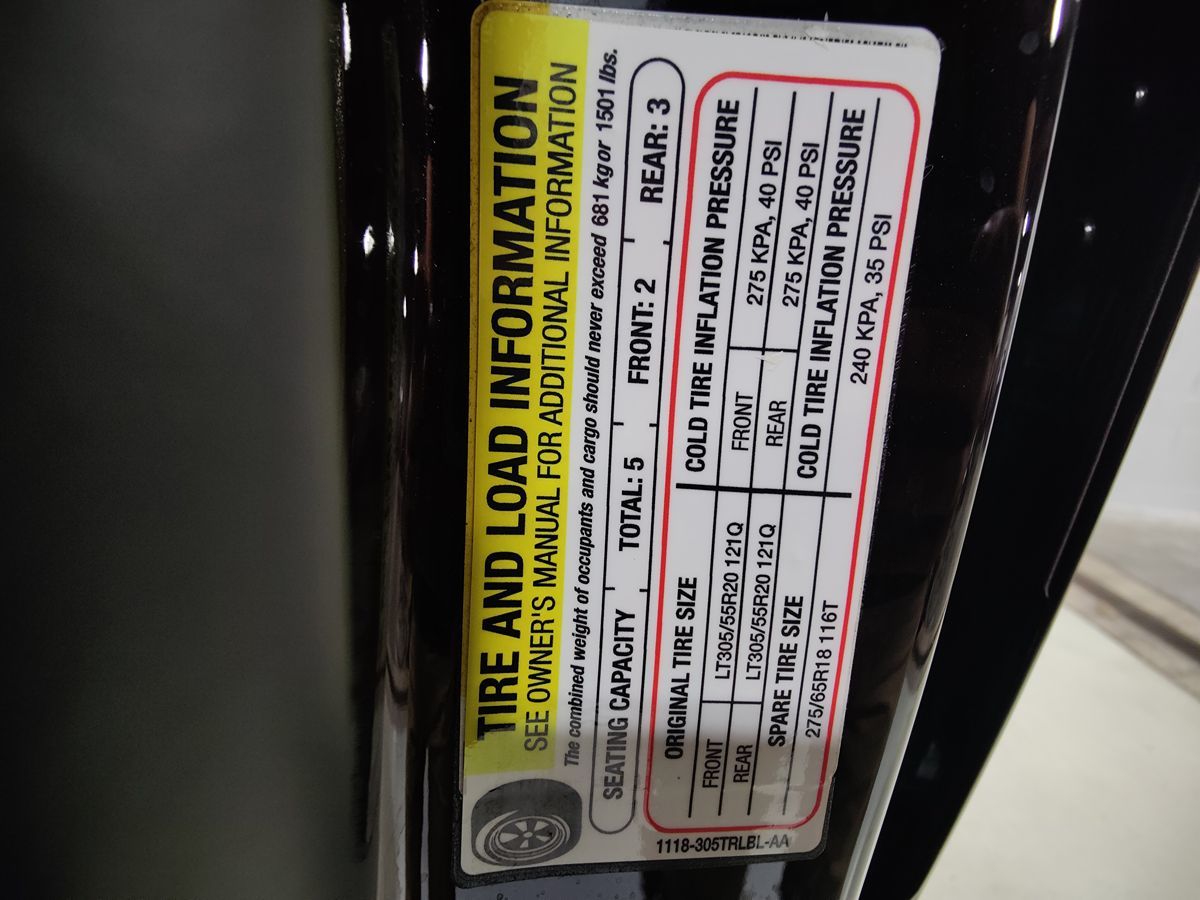 TIRE AND LOAD INFORMATION
SEE OWNER'S MANUAL FOR ADDITIONAL INFORMATION
The combined weight of occupants and cargo should never exceed 681 kg or 1501 lbs.
SEATING CAPACITY TOTAL: 5 FRONT: 2 REAR: 3
ORIGINAL TIRE SIZE COLD TIRE INFLATION PRESSURE
FRONT LT305/55R20 121Q FRONT 275 KPA, 40 PSI
REAR LT305/55R20 121Q REAR 275 KPA, 40 PSI
SPARE TIRE SIZE COLD TIRE INFLATION PRESSURE
275/65R18 116T 240 KPA, 35 PSI
1118-305TRLBL-AA